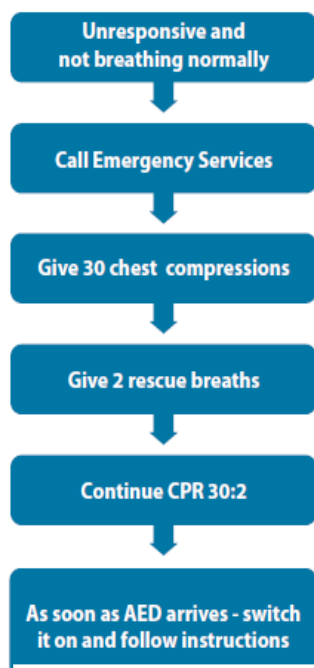 Unresponsive and
not breathing normally
Call Emergency Services
Give 30 chest compressions
Give 2 rescue breaths
Continue CPR 30:2
As soon as AED arrives - switch
it on and follow instructions